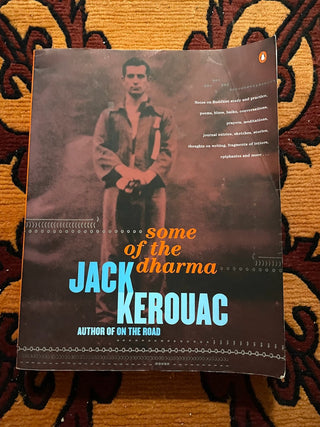 Notes on Buddhist study and practice,
poems, blues, haiku, conversations,
prayers, meditations,
journal entries, sketches, stories,
thoughts on writing, fragments of letters,
epiphanies and more . . .
some
of the
dharma
JACK
KEROUAC
AUTHOR OF ON THE ROAD